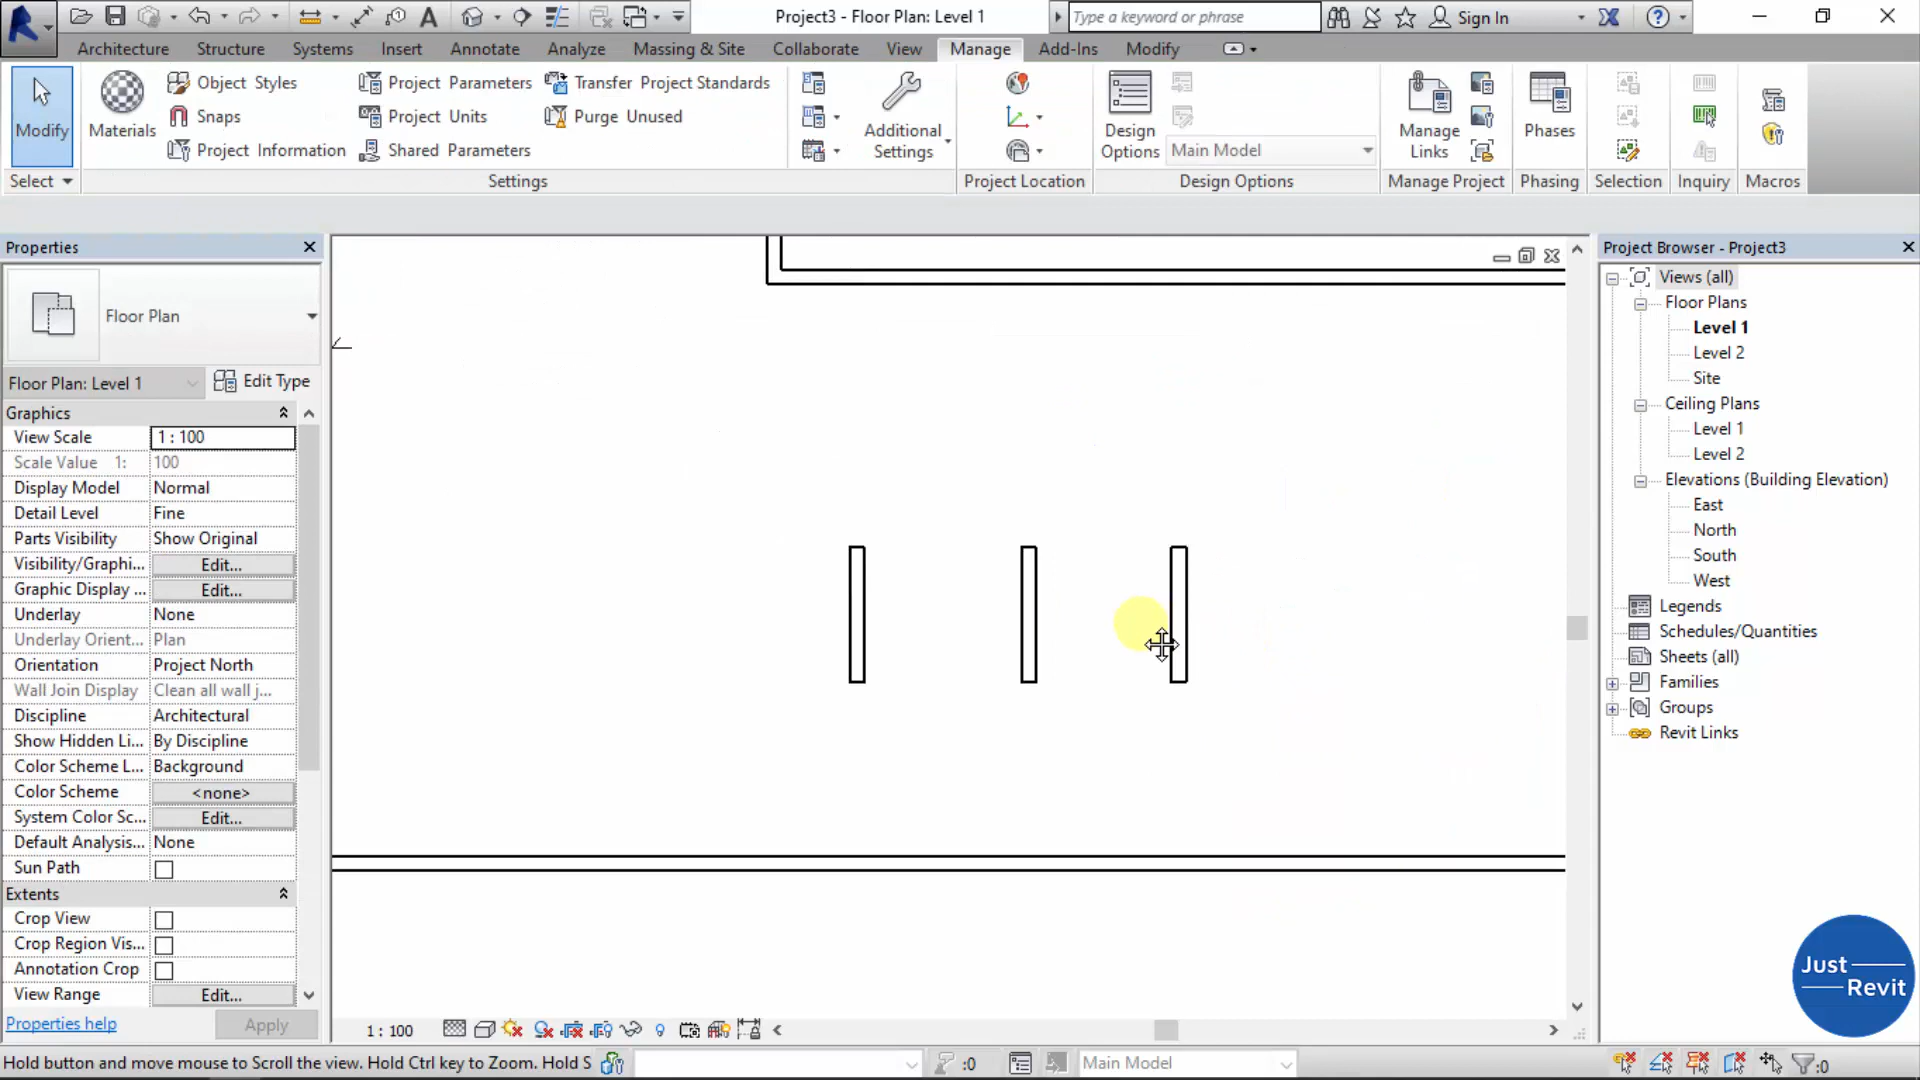 Project3 - Floor Plan: Level 1
Type a keyword or phrase
Sign In
Architecture Structure Systems Insert Annotate Analyze Massing & Site Collaborate View Manage Add-Ins Modify
Modify
Materials
Object Styles
Snaps
Project Information
Project Parameters
Project Units
Shared Parameters
Transfer Project Standards
Purge Unused
Additional
Settings
Design
Options
Main Model
Manage
Links
Phases
Select
Settings
Project Location
Design Options
Manage Project
Phasing
Selection
Inquiry
Macros
Properties
Floor Plan
Floor Plan: Level 1
Edit Type
Graphics
View Scale 1 : 100
Scale Value 1: 100
Display Model Normal
Detail Level Fine
Parts Visibility Show Original
Visibility/Graphi... Edit...
Graphic Display ... Edit...
Underlay None
Underlay Orient... Plan
Orientation Project North
Wall Join Display Clean all wall j...
Discipline Architectural
Show Hidden Li... By Discipline
Color Scheme L... Background
Color Scheme <none>
System Color Sc... Edit...
Default Analysis... None
Sun Path
Extents
Crop View
Crop Region Vis...
Annotation Crop
View Range Edit...
Properties help
Apply
Project Browser - Project3
Views (all)
Floor Plans
Level 1
Level 2
Site
Ceiling Plans
Level 1
Level 2
Elevations (Building Elevation)
East
North
South
West
Legends
Schedules/Quantities
Sheets (all)
Families
Groups
Revit Links
Just
Revit
1 : 100
Hold button and move mouse to Scroll the view. Hold Ctrl key to Zoom. Hold S
:0
Main Model
:0